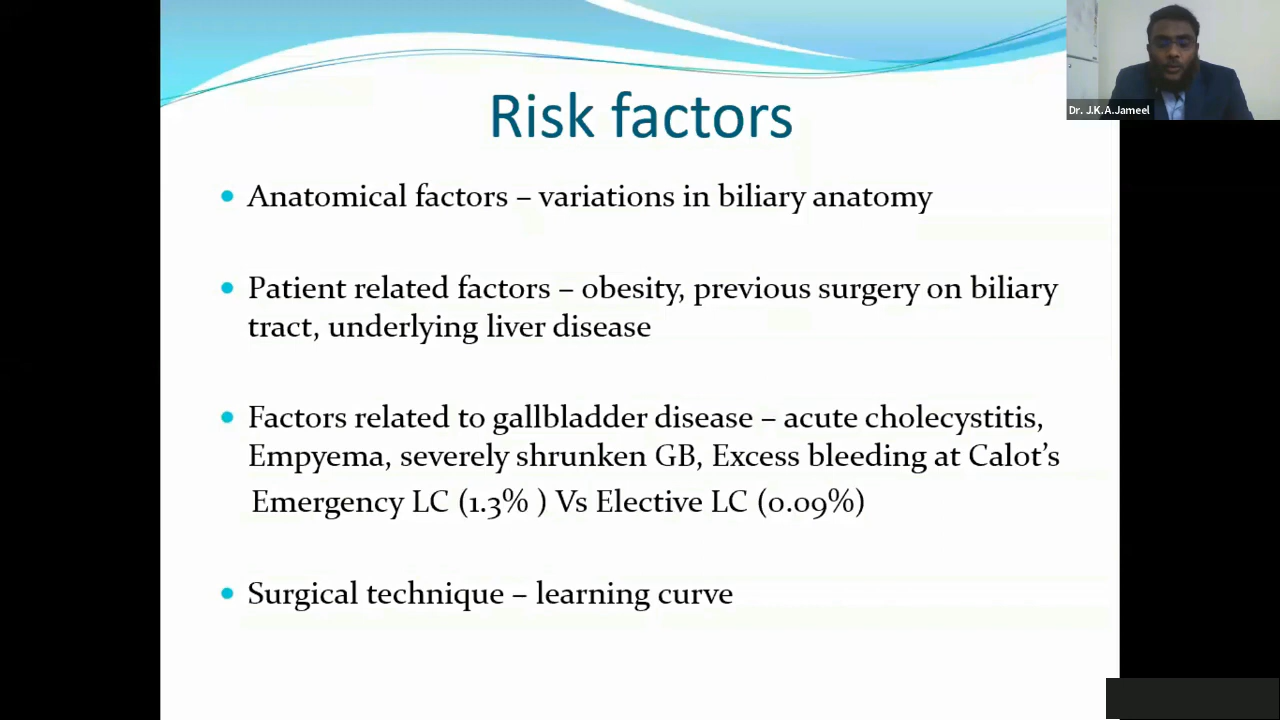 Dr. J.K.A.Jameel
Risk factors
• Anatomical factors – variations in biliary anatomy
• Patient related factors – obesity, previous surgery on biliary
tract, underlying liver disease
• Factors related to gallbladder disease – acute cholecystitis,
Empyema, severely shrunken GB, Excess bleeding at Calot’s
Emergency LC (1.3% ) Vs Elective LC (0.09%)
• Surgical technique – learning curve